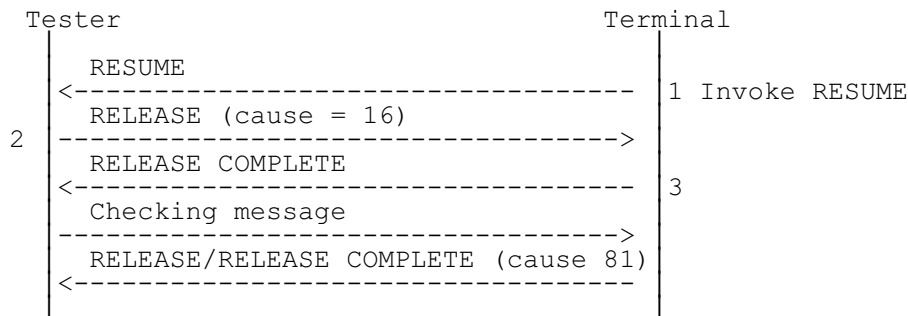 Tester Terminal
RESUME
<----------------------------------- 1 Invoke RESUME
RELEASE (cause = 16)
2 ----------------------------------->
RELEASE COMPLETE
<----------------------------------- 3
Checking message
----------------------------------->
RELEASE/RELEASE COMPLETE (cause 81)
<-----------------------------------